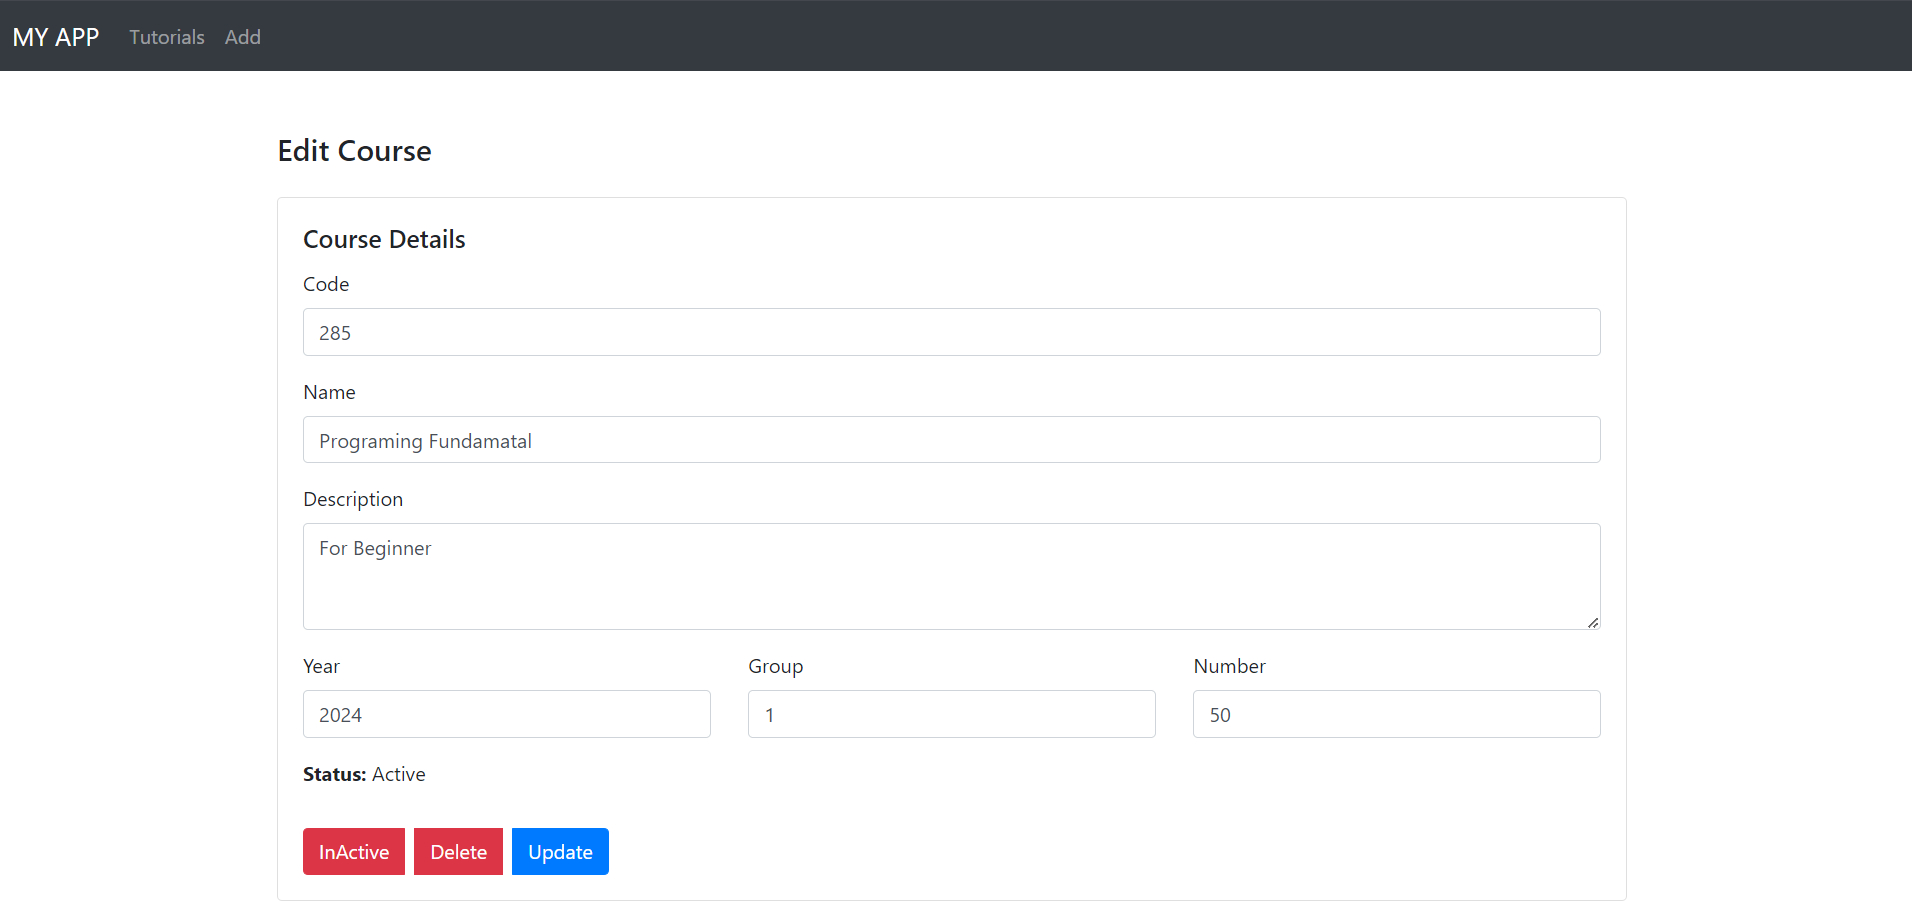 MY APP Tutorials Add
Edit Course
Course Details
Code
285
Name
Programing Fundamatal
Description
For Beginner
Year Group Number
2024 1 50
Status: Active
InActive Delete Update